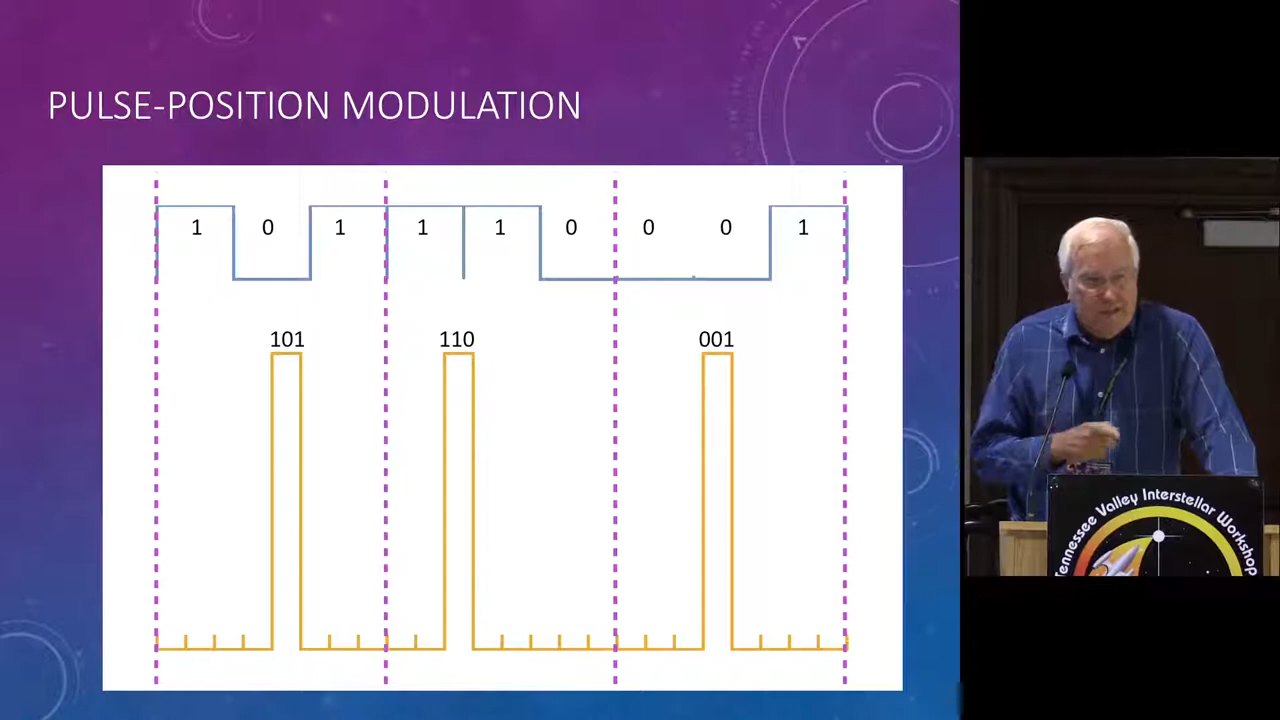 PULSE-POSITION MODULATION
1 0 1 1 1 0 0 0 1
101 110 001
Tennessee Valley Interstellar Workshop